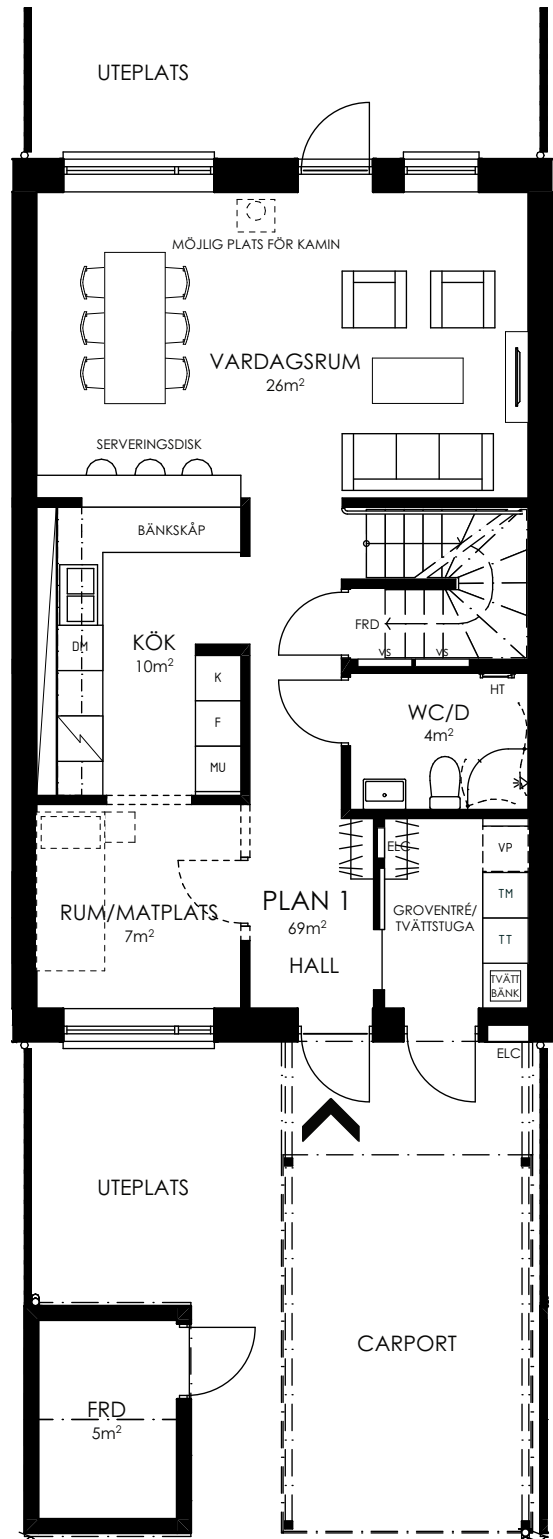 UTEPLATS
MÖJLIG PLATS FÖR KAMIN
VARDAGSRUM
26m²
SERVERINGSDISK
BÄNKSKÅP
KÖK
10m²
DM
K
F
MU
FRD
VS
VS
HT
WC/D
4m²
ELC
VP
RUM/MATPLATS
7m²
PLAN 1
69m²
HALL
GROVENTRÉ/
TVÄTTSTUGA
TM
TT
TVÄTT
BÄNK
ELC
UTEPLATS
CARPORT
FRD
5m²